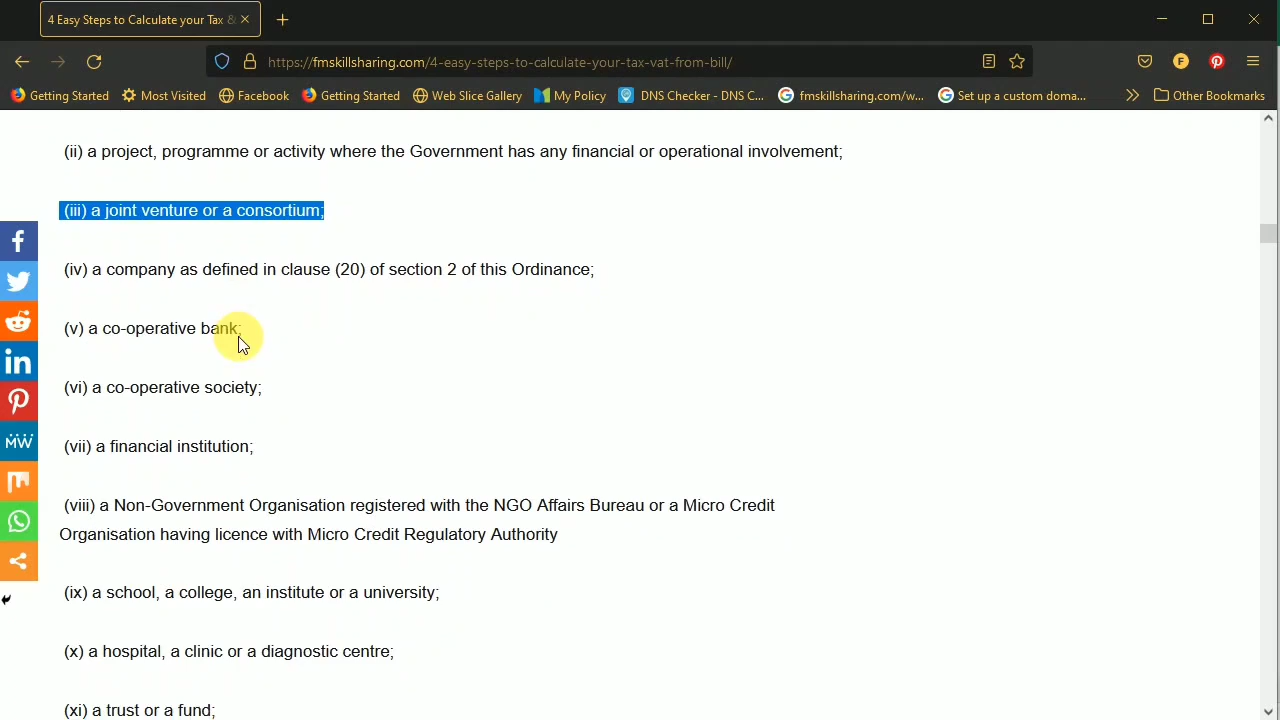 4 Easy Steps to Calculate your Tax &
https://fmskillsharing.com/4-easy-steps-to-calculate-your-tax-vat-from-bill/
F
Getting Started Most Visited Facebook Getting Started Web Slice Gallery My Policy DNS Checker - DNS C... fmskillsharing.com/w... Set up a custom doma... Other Bookmarks
(ii) a project, programme or activity where the Government has any financial or operational involvement;
(iii) a joint venture or a consortium;
(iv) a company as defined in clause (20) of section 2 of this Ordinance;
(v) a co-operative bank;
(vi) a co-operative society;
(vii) a financial institution;
(viii) a Non-Government Organisation registered with the NGO Affairs Bureau or a Micro Credit
Organisation having licence with Micro Credit Regulatory Authority
(ix) a school, a college, an institute or a university;
(x) a hospital, a clinic or a diagnostic centre;
(xi) a trust or a fund;